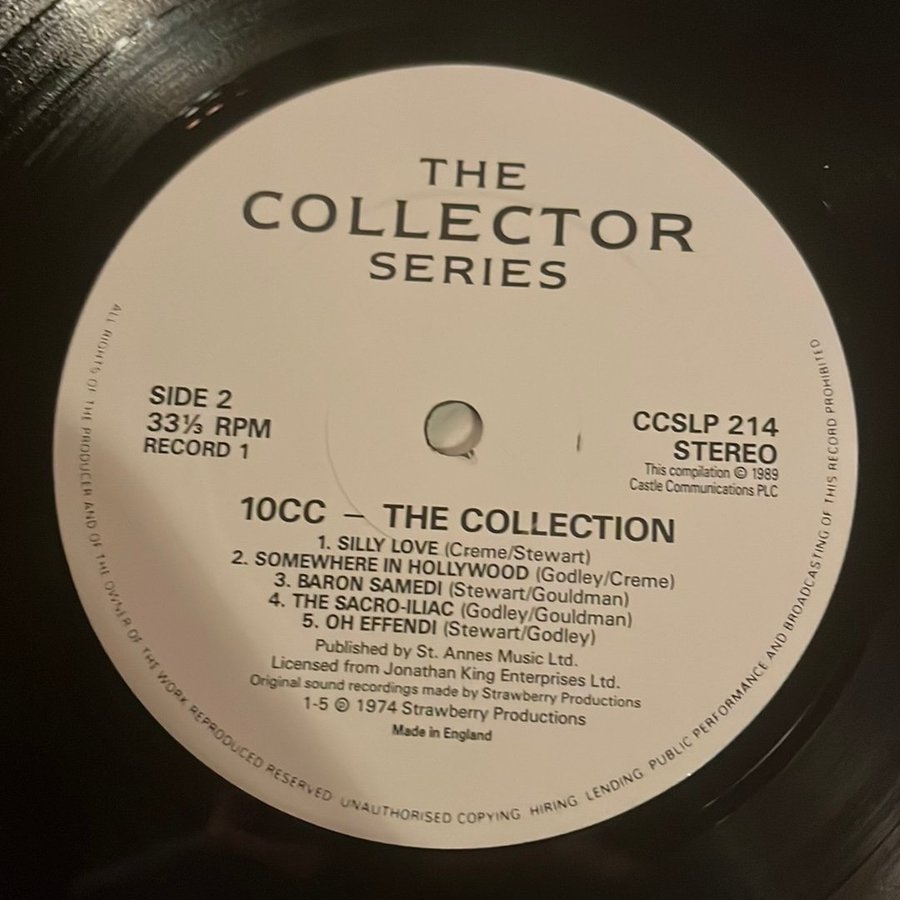 THE
COLLECTOR
SERIES
SIDE 2
33⅓ RPM
RECORD 1
CCSLP 214
STEREO
This compilation ℗ 1989
Castle Communications PLC
10CC – THE COLLECTION
1. SILLY LOVE (Creme/Stewart)
2. SOMEWHERE IN HOLLYWOOD (Godley/Creme)
3. BARON SAMEDI (Stewart/Gouldman)
4. THE SACRO-ILIAC (Godley/Gouldman)
5. OH EFFENDI (Stewart/Godley)
Published by St. Annes Music Ltd.
Licensed from Jonathan King Enterprises Ltd.
Original sound recordings made by Strawberry Productions
1-5 ℗ 1974 Strawberry Productions
Made in England
ALL RIGHTS OF THE PRODUCER AND OF THE OWNER OF THE WORK REPRODUCED RESERVED UNAUTHORISED COPYING HIRING LENDING PUBLIC PERFORMANCE AND BROADCASTING OF THIS RECORD PROHIBITED